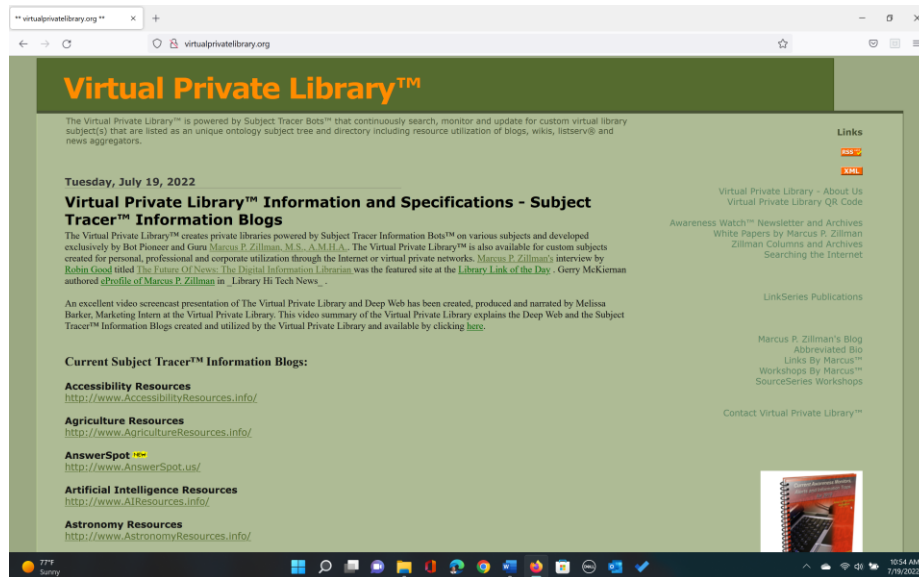 ** virtualprivatelibrary.org **
virtualprivatelibrary.org
Virtual Private Library™
The Virtual Private Library™ is powered by Subject Tracer Bots™ that continuously search, monitor and update for custom virtual library
subject(s) that are listed as an unique ontology subject tree and directory including resource utilization of blogs, wikis, listserv® and
news aggregators.
Tuesday, July 19, 2022
Virtual Private Library™ Information and Specifications - Subject
Tracer™ Information Blogs
The Virtual Private Library™ creates private libraries powered by Subject Tracer Information Bots™ on various subjects and developed
exclusively by Bot Pioneer and Guru Marcus P. Zillman, M.S., A.M.H.A.. The Virtual Private Library™ is also available for custom subjects
created for personal, professional and corporate utilization through the Internet or virtual private networks. Marcus P. Zillman's interview by
Robin Good titled The Future Of News: The Digital Information Librarian was the featured site at the Library Link of the Day . Gerry McKiernan
authored eProfile of Marcus P. Zillman in _Library Hi Tech News_ .
An excellent video screencast presentation of The Virtual Private Library and Deep Web has been created, produced and narrated by Melissa
Barker, Marketing Intern at the Virtual Private Library. This video summary of the Virtual Private Library explains the Deep Web and the Subject
Tracer™ Information Blogs created and utilized by the Virtual Private Library and available by clicking here.
Current Subject Tracer™ Information Blogs:
Accessibility Resources
http://www.AccessibilityResources.info/
Agriculture Resources
http://www.AgricultureResources.info/
AnswerSpot NEW
http://www.AnswerSpot.us/
Artificial Intelligence Resources
http://www.AIResources.info/
Astronomy Resources
http://www.AstronomyResources.info/
Links
RSS
XML
Virtual Private Library - About Us
Virtual Private Library QR Code
Awareness Watch™ Newsletter and Archives
White Papers by Marcus P. Zillman
Zillman Columns and Archives
Searching the Internet
LinkSeries Publications
Marcus P. Zillman's Blog
Abbreviated Bio
Links By Marcus™
Workshops By Marcus™
SourceSeries Workshops
Contact Virtual Private Library™
77°F
Sunny
10:54 AM
7/19/2022